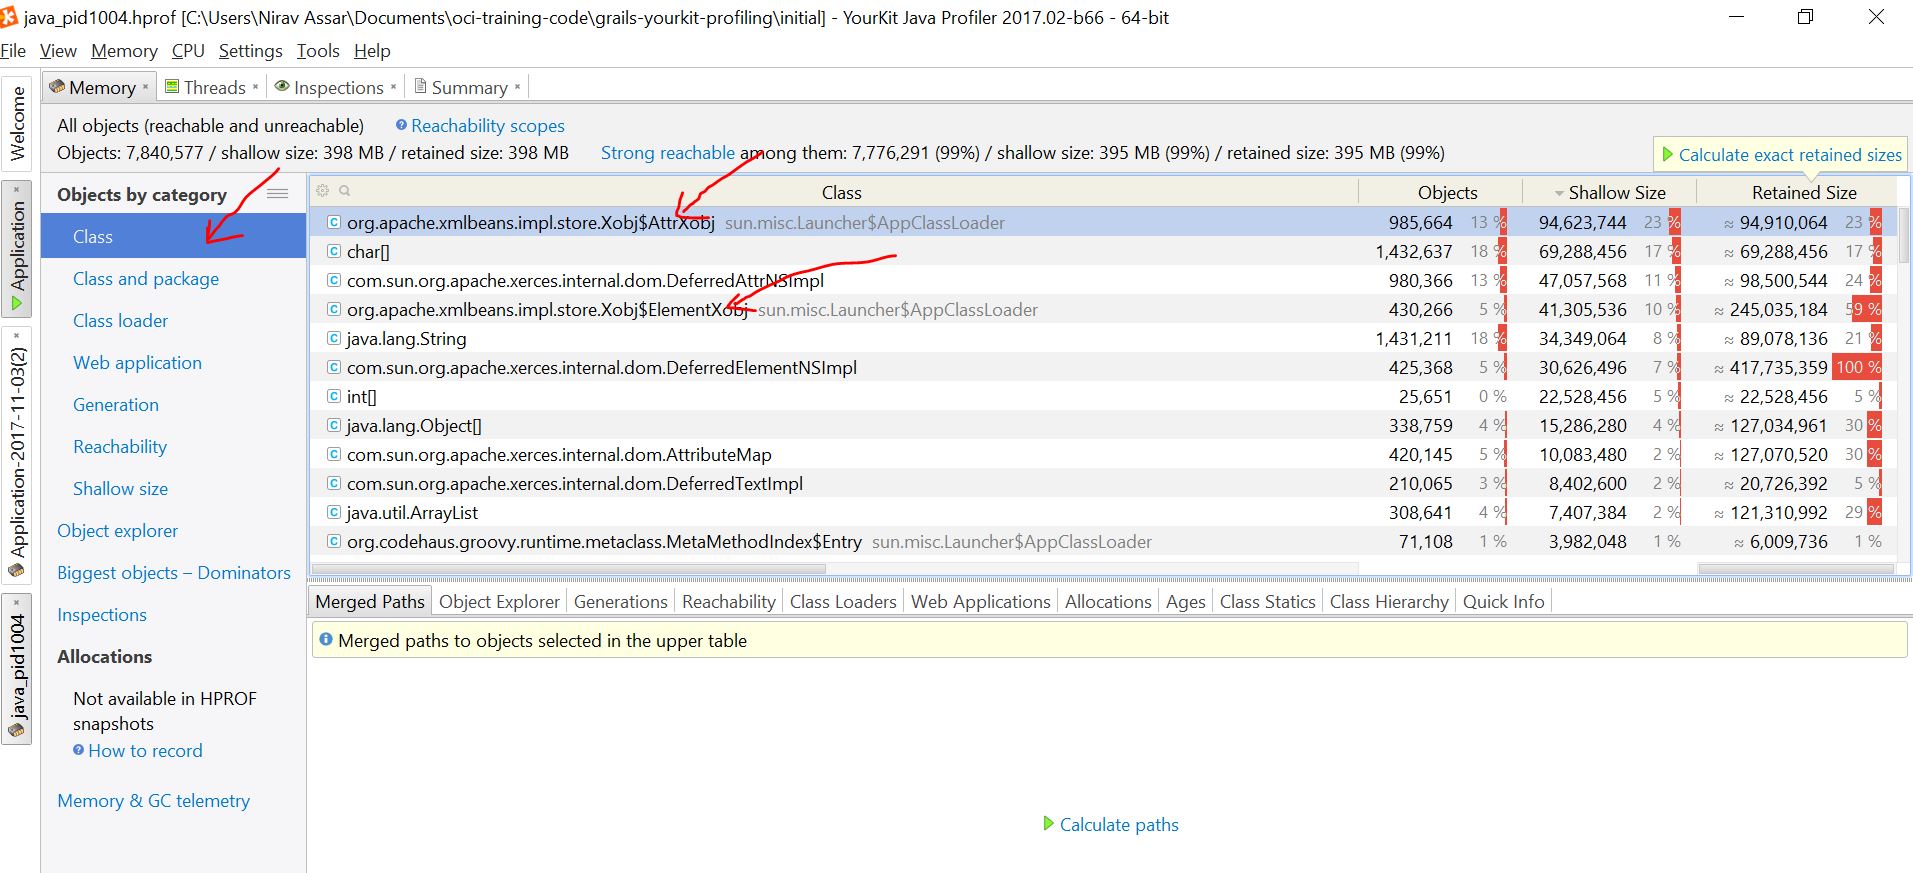 java_pid1004.hprof [C:\Users\Nirav Assar\Documents\oci-training-code\grails-yourkit-profiling\initial] - YourKit Java Profiler 2017.02-b66 - 64-bit
File View Memory CPU Settings Tools Help
Welcome
Application
Application-2017-11-03(2)
java_pid1004
Memory Threads Inspections Summary
All objects (reachable and unreachable) Reachability scopes
Objects: 7,840,577 / shallow size: 398 MB / retained size: 398 MB Strong reachable among them: 7,776,291 (99%) / shallow size: 395 MB (99%) / retained size: 395 MB (99%)
Calculate exact retained sizes
Objects by category
Class
Class and package
Class loader
Web application
Generation
Reachability
Shallow size
Object explorer
Biggest objects – Dominators
Inspections
Allocations
Not available in HPROF
snapshots
How to record
Memory & GC telemetry
Class Objects Shallow Size Retained Size
org.apache.xmlbeans.impl.store.Xobj$AttrXobj sun.misc.Launcher$AppClassLoader 985,664 13 % 94,623,744 23 % ≈ 94,910,064 23 %
char[] 1,432,637 18 % 69,288,456 17 % ≈ 69,288,456 17 %
com.sun.org.apache.xerces.internal.dom.DeferredAttrNSImpl 980,366 13 % 47,057,568 11 % ≈ 98,500,544 24 %
org.apache.xmlbeans.impl.store.Xobj$ElementXobj sun.misc.Launcher$AppClassLoader 430,266 5 % 41,305,536 10 % ≈ 245,035,184 59 %
java.lang.String 1,431,211 18 % 34,349,064 8 % ≈ 89,078,136 21 %
com.sun.org.apache.xerces.internal.dom.DeferredElementNSImpl 425,368 5 % 30,626,496 7 % ≈ 417,735,359 100 %
int[] 25,651 0 % 22,528,456 5 % ≈ 22,528,456 5 %
java.lang.Object[] 338,759 4 % 15,286,280 4 % ≈ 127,034,961 30 %
com.sun.org.apache.xerces.internal.dom.AttributeMap 420,145 5 % 10,083,480 2 % ≈ 127,070,520 30 %
com.sun.org.apache.xerces.internal.dom.DeferredTextImpl 210,065 3 % 8,402,600 2 % ≈ 20,726,392 5 %
java.util.ArrayList 308,641 4 % 7,407,384 2 % ≈ 121,310,992 29 %
org.codehaus.groovy.runtime.metaclass.MetaMethodIndex$Entry sun.misc.Launcher$AppClassLoader 71,108 1 % 3,982,048 1 % ≈ 6,009,736 1 %
Merged Paths Object Explorer Generations Reachability Class Loaders Web Applications Allocations Ages Class Statics Class Hierarchy Quick Info
Merged paths to objects selected in the upper table
Calculate paths